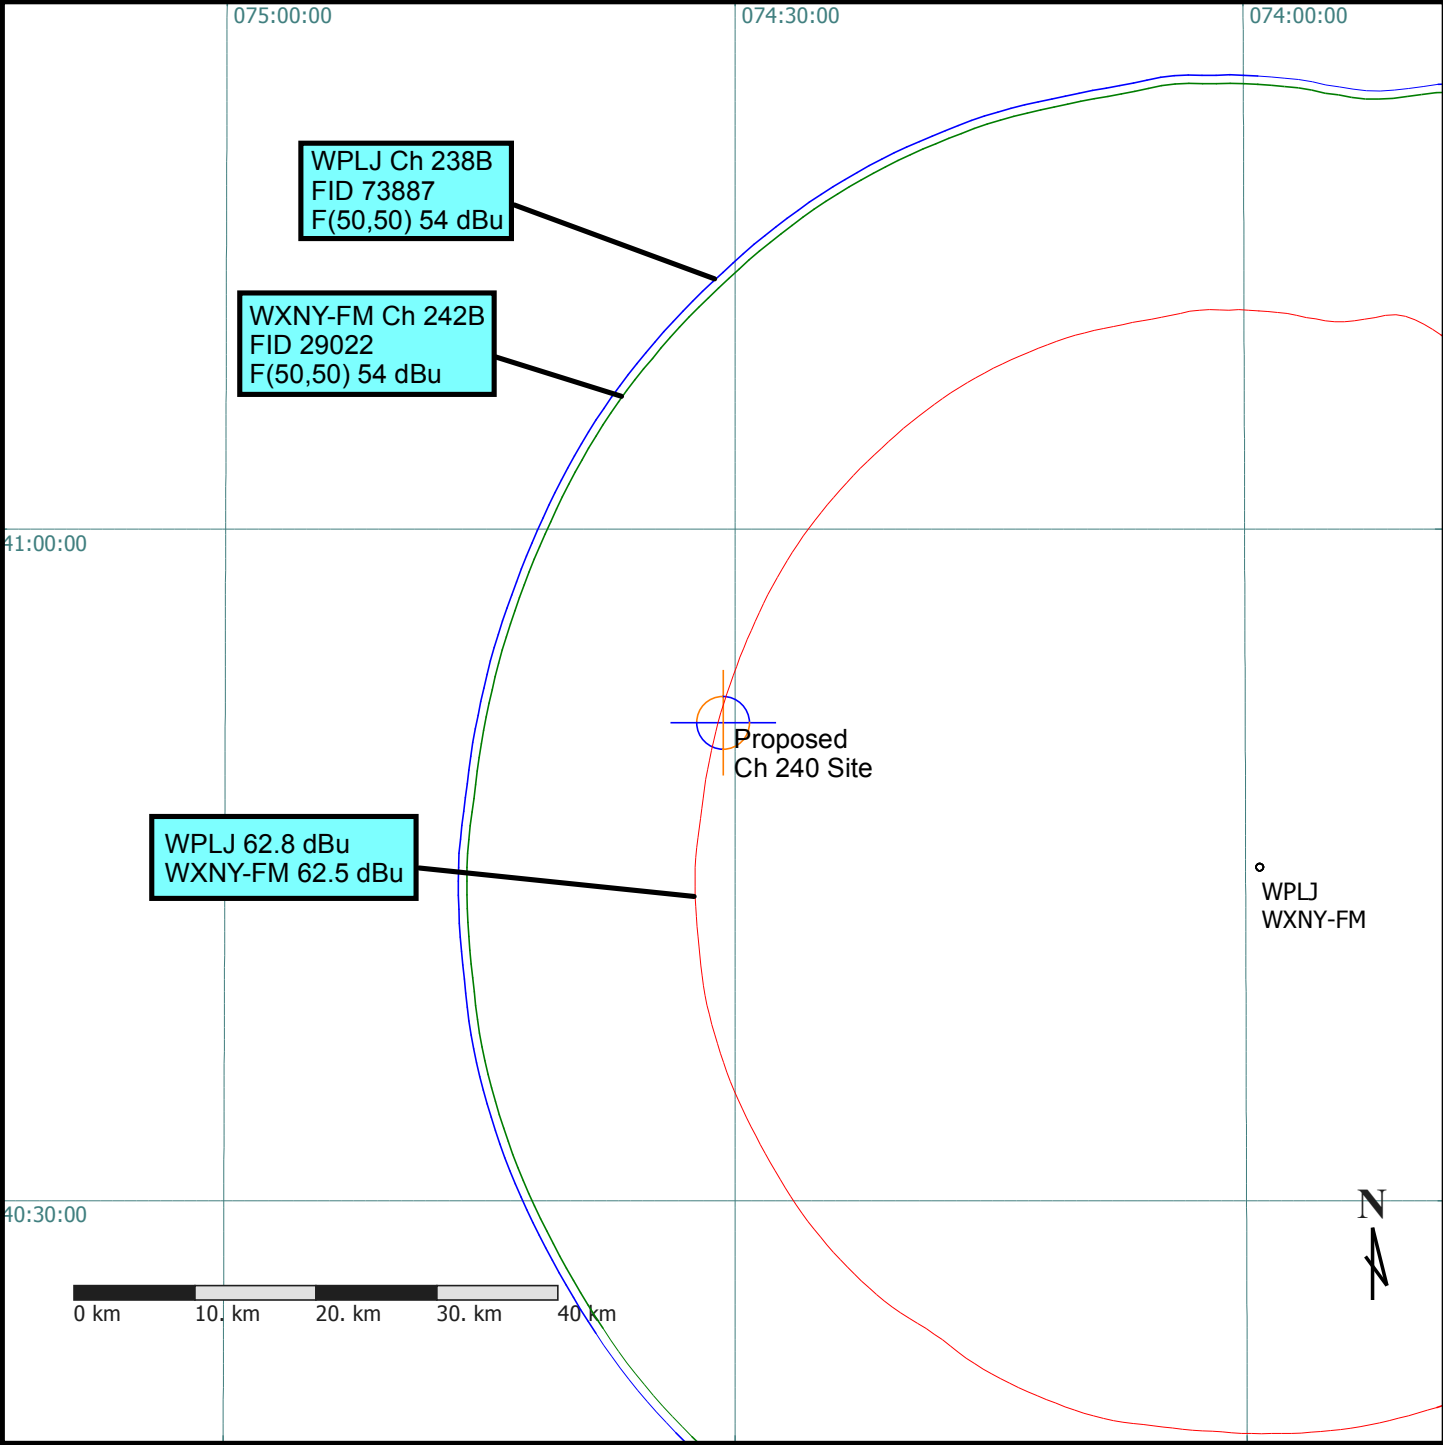 075:00:00
074:30:00
074:00:00
WPLJ Ch 238B
FID 73887
F(50,50) 54 dBu
WXNY-FM Ch 242B
FID 29022
F(50,50) 54 dBu
41:00:00
Proposed
Ch 240 Site
WPLJ 62.8 dBu
WXNY-FM 62.5 dBu
WPLJ
WXNY-FM
40:30:00
N
0 km 10. km 20. km 30. km 40 km